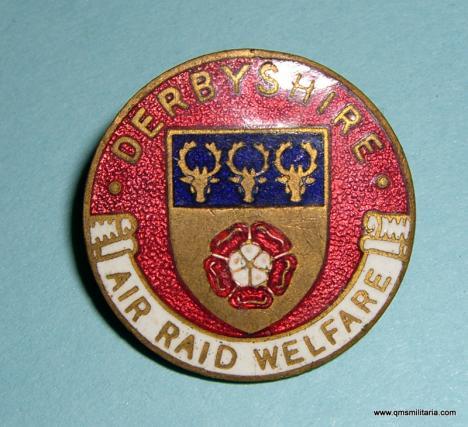 • DERBYSHIRE •
AIR RAID WELFARE
www.qmsmilitaria.com